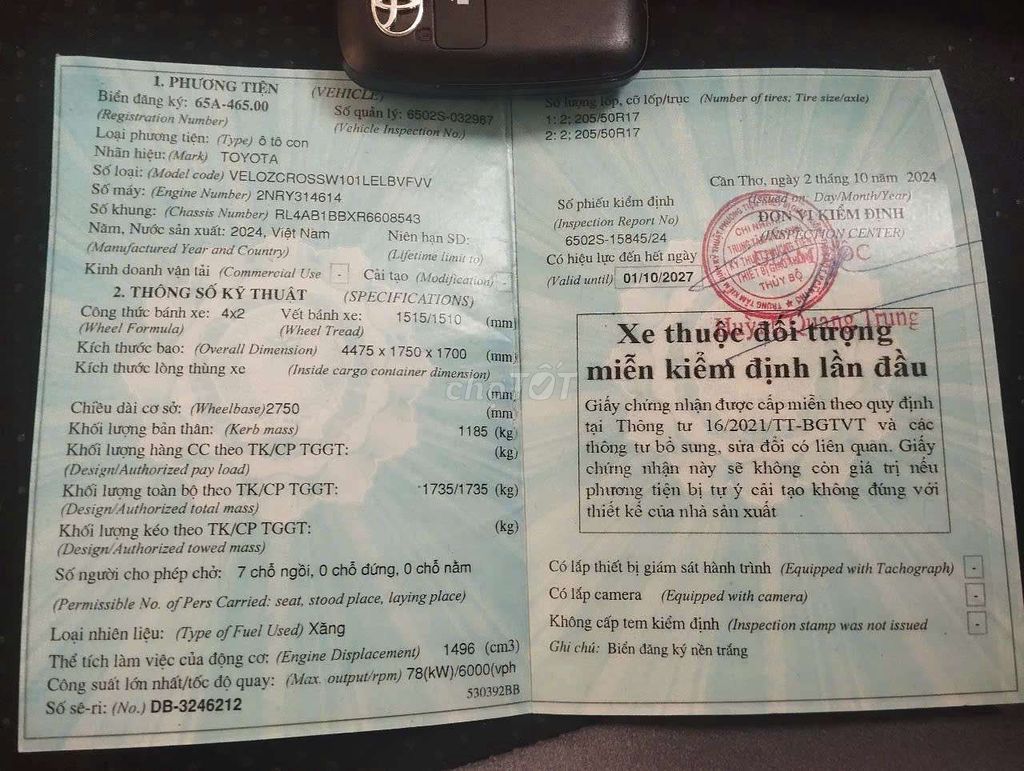 1. PHƯƠNG TIỆN (VEHICLE)
Biển đăng ký: 65A-465.00 Số quản lý: 6502S-032987
(Registration Number) (Vehicle Inspection No.)
Loại phương tiện: (Type) ô tô con
Nhãn hiệu: (Mark) TOYOTA
Số loại: (Model code) VELOZCROSSW101LELBVFVV
Số máy: (Engine Number) 2NRY314614
Số khung: (Chassis Number) RL4AB1BBXR6608543
Năm, Nước sản xuất: 2024, Việt Nam Niên hạn SD:
(Manufactured Year and Country) (Lifetime limit to)
Kinh doanh vận tải (Commercial Use - Cải tạo (Modification) -
2. THÔNG SỐ KỸ THUẬT (SPECIFICATIONS)
Công thức bánh xe: 4x2 Vết bánh xe: 1515/1510 (mm)
(Wheel Formula) (Wheel Tread)
Kích thước bao: (Overall Dimension) 4475 x 1750 x 1700 (mm)
Kích thước lòng thùng xe (Inside cargo container dimension)
(mm)
Chiều dài cơ sở: (Wheelbase)2750 (mm)
Khối lượng bản thân: (Kerb mass) 1185 (kg)
Khối lượng hàng CC theo TK/CP TGGT: (kg)
(Design/Authorized pay load)
Khối lượng toàn bộ theo TK/CP TGGT: 1735/1735 (kg)
(Design/Authorized total mass)
Khối lượng kéo theo TK/CP TGGT: (kg)
(Design/Authorized towed mass)
Số người cho phép chở: 7 chỗ ngồi, 0 chỗ đứng, 0 chỗ nằm
(Permissible No. of Pers Carried: seat, stood place, laying place)
Loại nhiên liệu: (Type of Fuel Used) Xăng
Thể tích làm việc của động cơ: (Engine Displacement) 1496 (cm3)
Công suất lớn nhất/tốc độ quay: (Max. output/rpm) 78(kW)/6000(vph
530392BB
Số sê-ri: (No.) DB-3246212
Số lượng lốp, cỡ lốp/trục (Number of tires; Tire size/axle)
1: 2; 205/50R17
2: 2; 205/50R17
Cần Thơ, ngày 2 tháng 10 năm 2024
(Issued on: Day/Month/Year)
Số phiếu kiểm định ĐƠN VỊ KIỂM ĐỊNH
(Inspection Report No) (INSPECTION CENTER)
6502S-15845/24
Có hiệu lực đến hết ngày
(Valid until) 01/10/2027
THỦY BỘ
Huỳnh Quang Trung
Xe thuộc đối tượng
miễn kiểm định lần đầu
Giấy chứng nhận được cấp miễn theo quy định
tại Thông tư 16/2021/TT-BGTVT và các
thông tư bổ sung, sửa đổi có liên quan. Giấy
chứng nhận này sẽ không còn giá trị nếu
phương tiện bị tự ý cải tạo không đúng với
thiết kế của nhà sản xuất
Có lắp thiết bị giám sát hành trình (Equipped with Tachograph) -
Có lắp camera (Equipped with camera) -
Không cấp tem kiểm định (Inspection stamp was not issued -
Ghi chú: Biển đăng ký nền trắng
chợTỐT